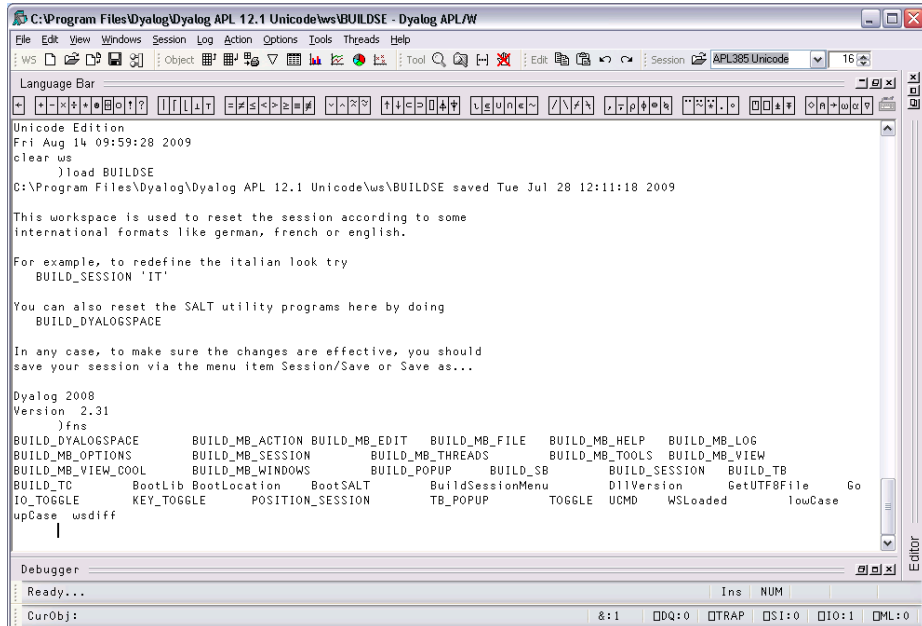 C:\Program Files\Dyalog\Dyalog APL 12.1 Unicode\ws\BUILDSE - Dyalog APL/W
File Edit View Windows Session Log Action Options Tools Threads Help
WS Object Tool Edit Session APL385 Unicode 16
Language Bar
Unicode Edition
Fri Aug 14 09:59:28 2009
clear ws
)load BUILDSE
C:\Program Files\Dyalog\Dyalog APL 12.1 Unicode\ws\BUILDSE saved Tue Jul 28 12:11:18 2009
This workspace is used to reset the session according to some
international formats like german, french or english.
For example, to redefine the italian look try
BUILD_SESSION 'IT'
You can also reset the SALT utility programs here by doing
BUILD_DYALOGSPACE
In any case, to make sure the changes are effective, you should
save your session via the menu item Session/Save or Save as...
Dyalog 2008
Version 2.31
)fns
BUILD_DYALOGSPACE BUILD_MB_ACTION BUILD_MB_EDIT BUILD_MB_FILE BUILD_MB_HELP BUILD_MB_LOG
BUILD_MB_OPTIONS BUILD_MB_SESSION BUILD_MB_THREADS BUILD_MB_TOOLS BUILD_MB_VIEW
BUILD_MB_VIEW_COOL BUILD_MB_WINDOWS BUILD_POPUP BUILD_SB BUILD_SESSION BUILD_TB
BUILD_TC BootLib BootLocation BootSALT BuildSessionMenu DllVersion GetUTF8File Go
IO_TOGGLE KEY_TOGGLE POSITION_SESSION TB_POPUP TOGGLE UCMD WSLoaded lowCase
upCase wsdiff
Editor
Debugger
Ready... Ins NUM
CurObj: &:1 ⎕DQ:0 ⎕TRAP ⎕SI:0 ⎕IO:1 ⎕ML:0